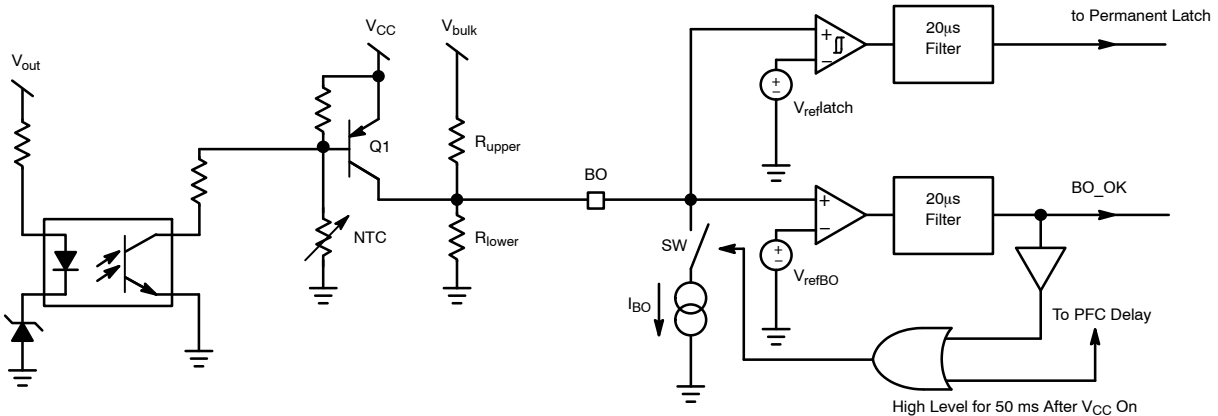 V_CC
V_bulk
V_out
Q1
R_upper
R_lower
NTC
BO
+
−
+
−
V_reflatch
20μs
Filter
to Permanent Latch
+
−
+
−
V_refBO
20μs
Filter
BO_OK
SW
I_BO
To PFC Delay
High Level for 50 ms After V_CC On